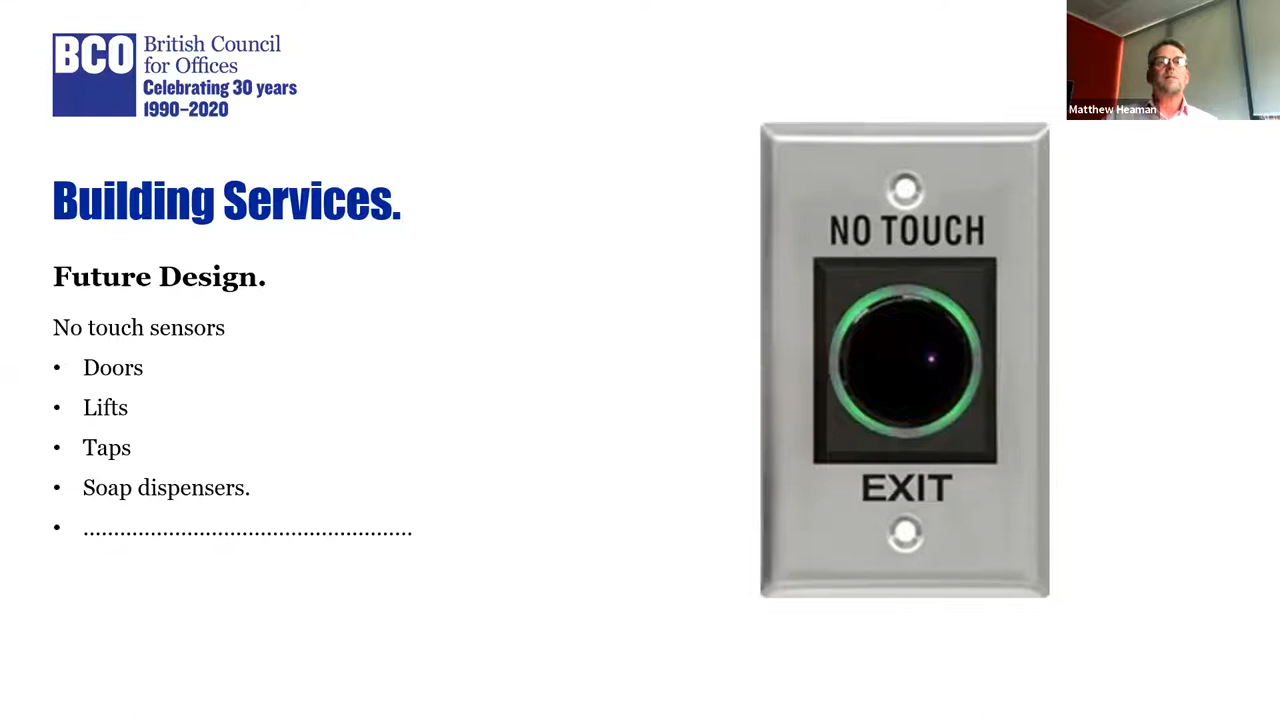 BCO British Council
for Offices
Celebrating 30 years
1990–2020
Matthew Heaman
Building Services.
Future Design.
No touch sensors
• Doors
• Lifts
• Taps
• Soap dispensers.
• ......................................................
NO TOUCH
EXIT